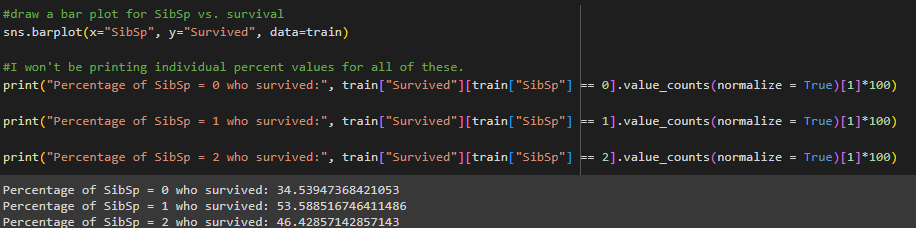 #draw a bar plot for SibSp vs. survival
sns.barplot(x="SibSp", y="Survived", data=train)
#I won't be printing individual percent values for all of these.
print("Percentage of SibSp = 0 who survived:", train["Survived"][train["SibSp"] == 0].value_counts(normalize = True)[1]*100)
print("Percentage of SibSp = 1 who survived:", train["Survived"][train["SibSp"] == 1].value_counts(normalize = True)[1]*100)
print("Percentage of SibSp = 2 who survived:", train["Survived"][train["SibSp"] == 2].value_counts(normalize = True)[1]*100)
Percentage of SibSp = 0 who survived: 34.53947368421053
Percentage of SibSp = 1 who survived: 53.588516746411486
Percentage of SibSp = 2 who survived: 46.42857142857143